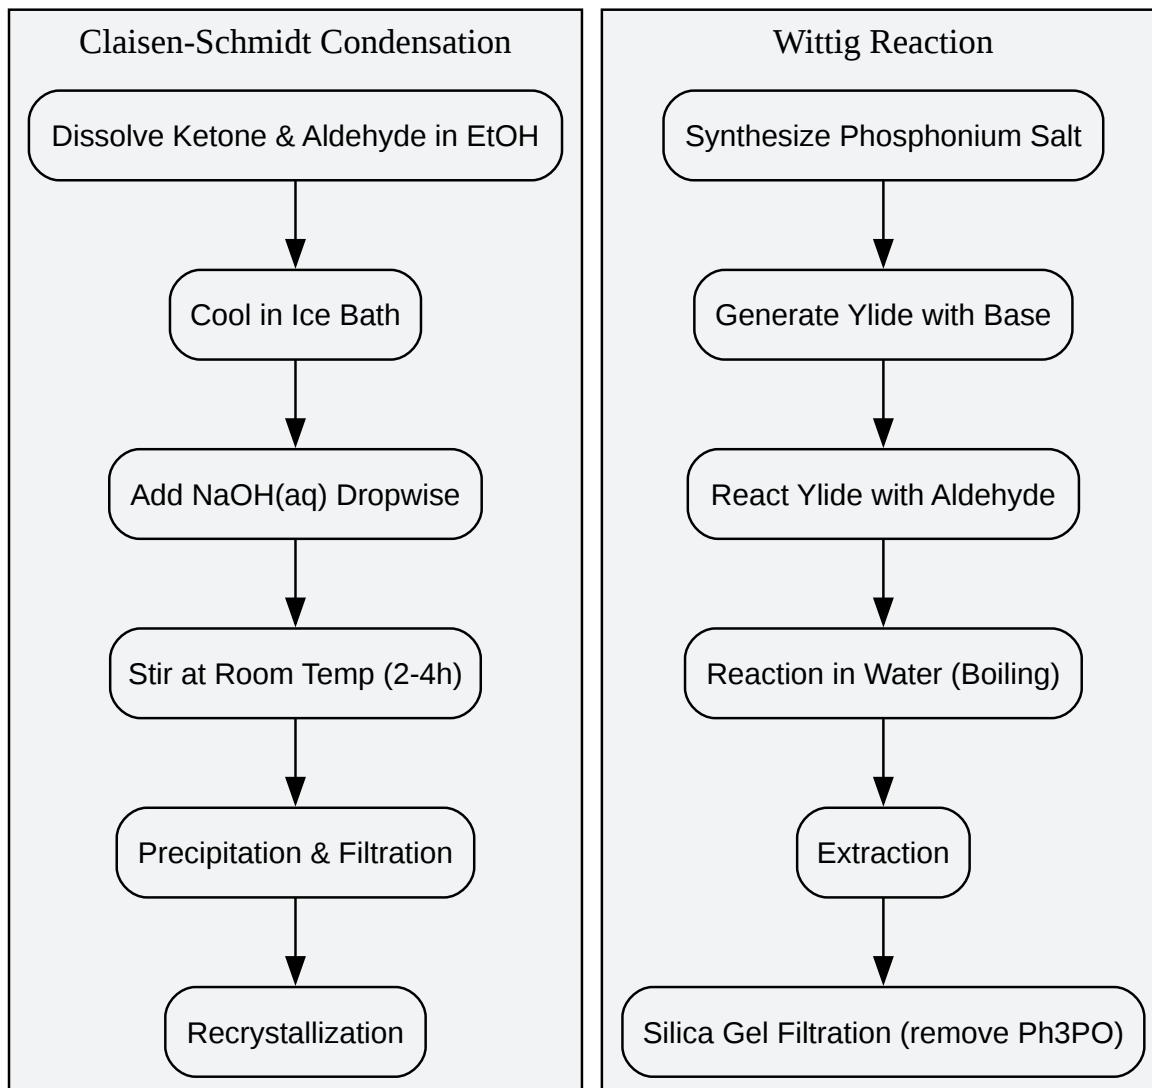 Claisen-Schmidt Condensation
Dissolve Ketone & Aldehyde in EtOH
Cool in Ice Bath
Add NaOH(aq) Dropwise
Stir at Room Temp (2-4h)
Precipitation & Filtration
Recrystallization
Wittig Reaction
Synthesize Phosphonium Salt
Generate Ylide with Base
React Ylide with Aldehyde
Reaction in Water (Boiling)
Extraction
Silica Gel Filtration (remove Ph3PO)